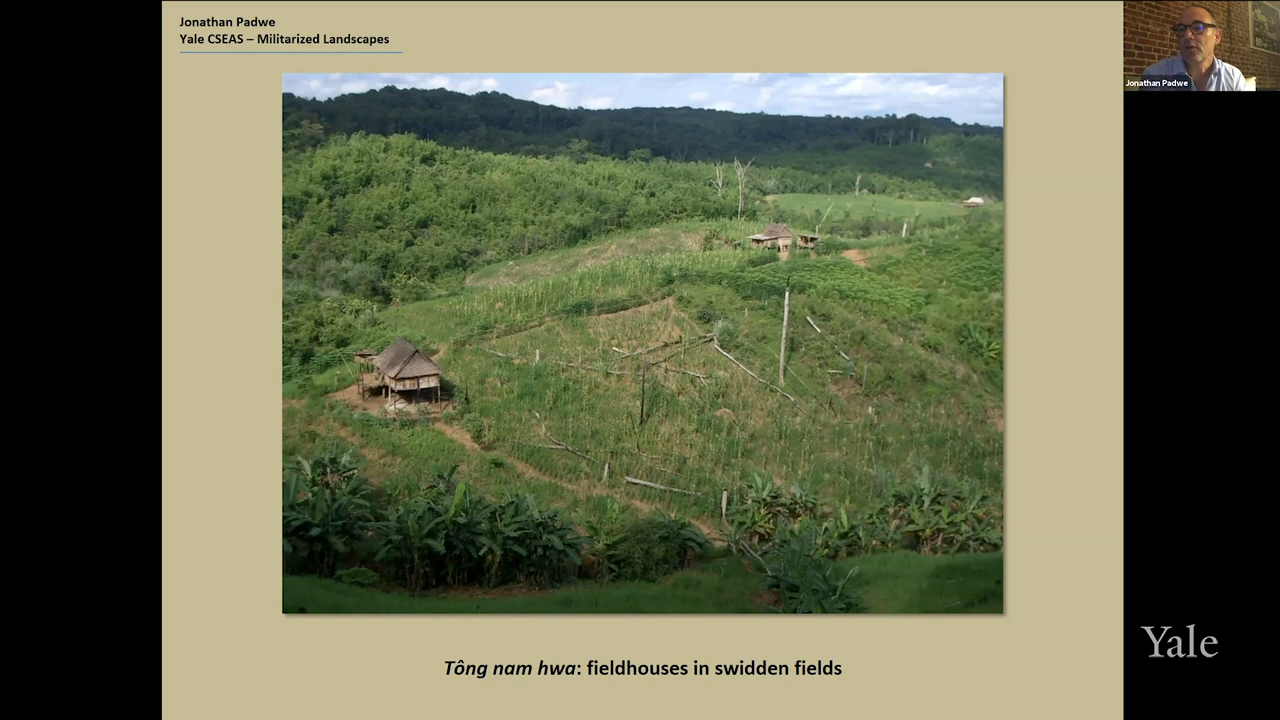 Jonathan Padwe
Yale CSEAS – Militarized Landscapes
Jonathan Padwe
Yale
Tông nam hwa: fieldhouses in swidden fields